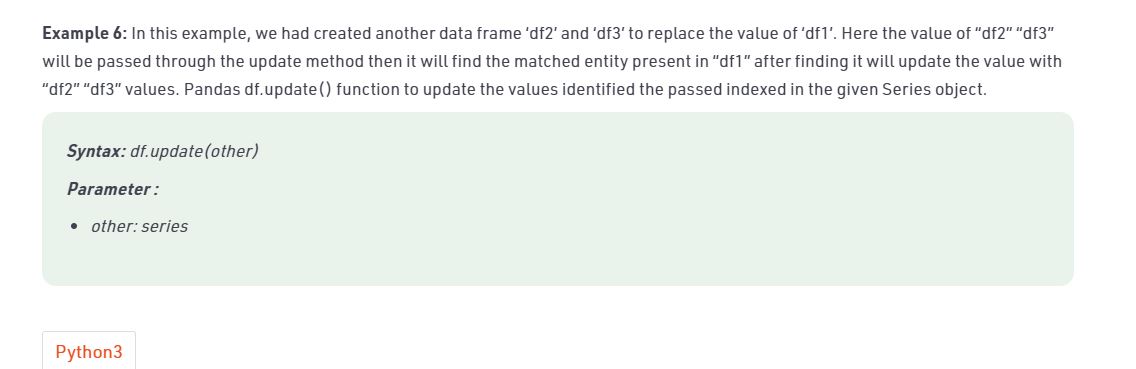 Example 6: In this example, we had created another data frame ‘df2’ and ‘df3’ to replace the value of ‘df1’. Here the value of “df2” “df3”
will be passed through the update method then it will find the matched entity present in “df1” after finding it will update the value with
“df2” “df3” values. Pandas df.update() function to update the values identified the passed indexed in the given Series object.
Syntax: df.update(other)
Parameter :
• other: series
Python3